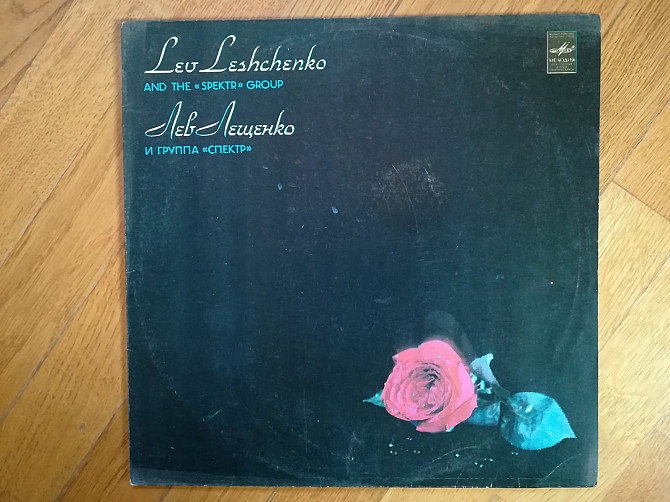 Lev Leshchenko
AND THE «SPEKTR» GROUP
Лев Лещенко
И ГРУППА «СПЕКТР»
МЕЛОДИЯ